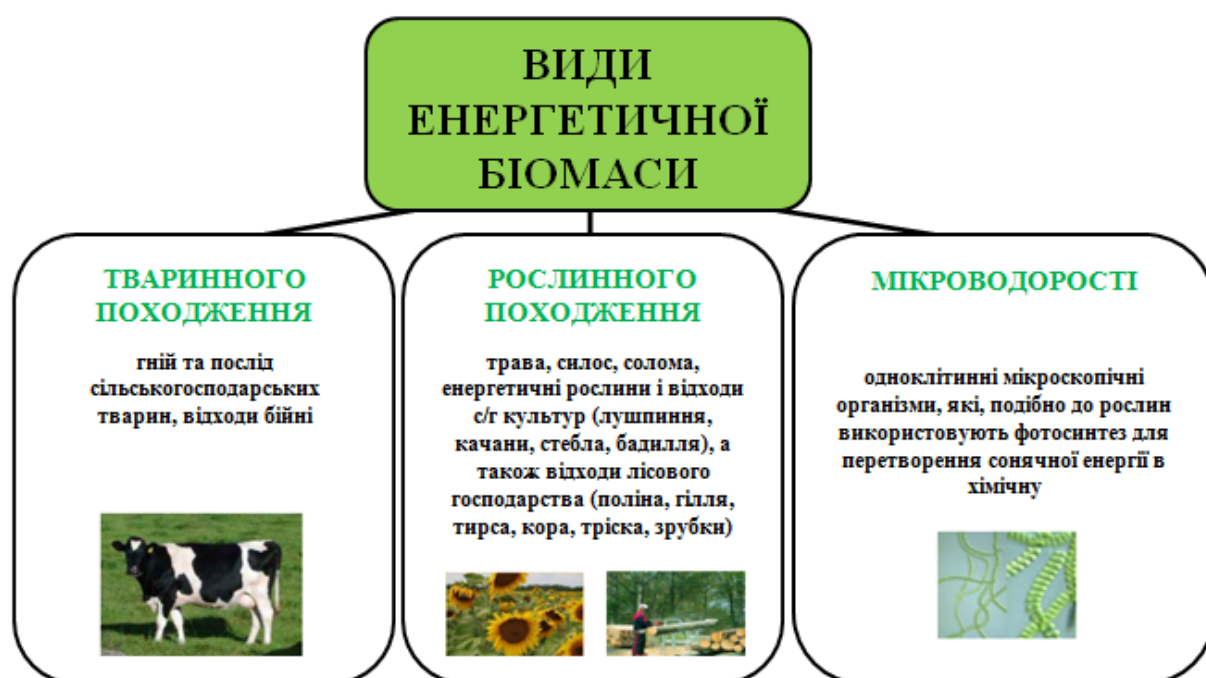 ВИДИ
ЕНЕРГЕТИЧНОЇ
БІОМАСИ
ТВАРИННОГО
ПОХОДЖЕННЯ
гній та послід
сільськогосподарських
тварин, відходи бійні
РОСЛИННОГО
ПОХОДЖЕННЯ
трава, силос, солома,
енергетичні рослини і відходи
с/г культур (лушпиння,
качани, стебла, бадилля), а
також відходи лісового
господарства (поліна, гілля,
тирса, кора, тріска, зрубки)
МІКРОВОДОРОСТІ
одноклітинні мікроскопічні
організми, які, подібно до рослин
використовують фотосинтез для
перетворення сонячної енергії в
хімічну